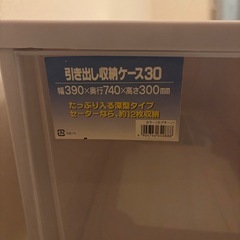 引き出し収納ケース30
幅390×奥行740×高さ300mm
たっぷり入る深型タイプ
セーターなら、約12枚収納